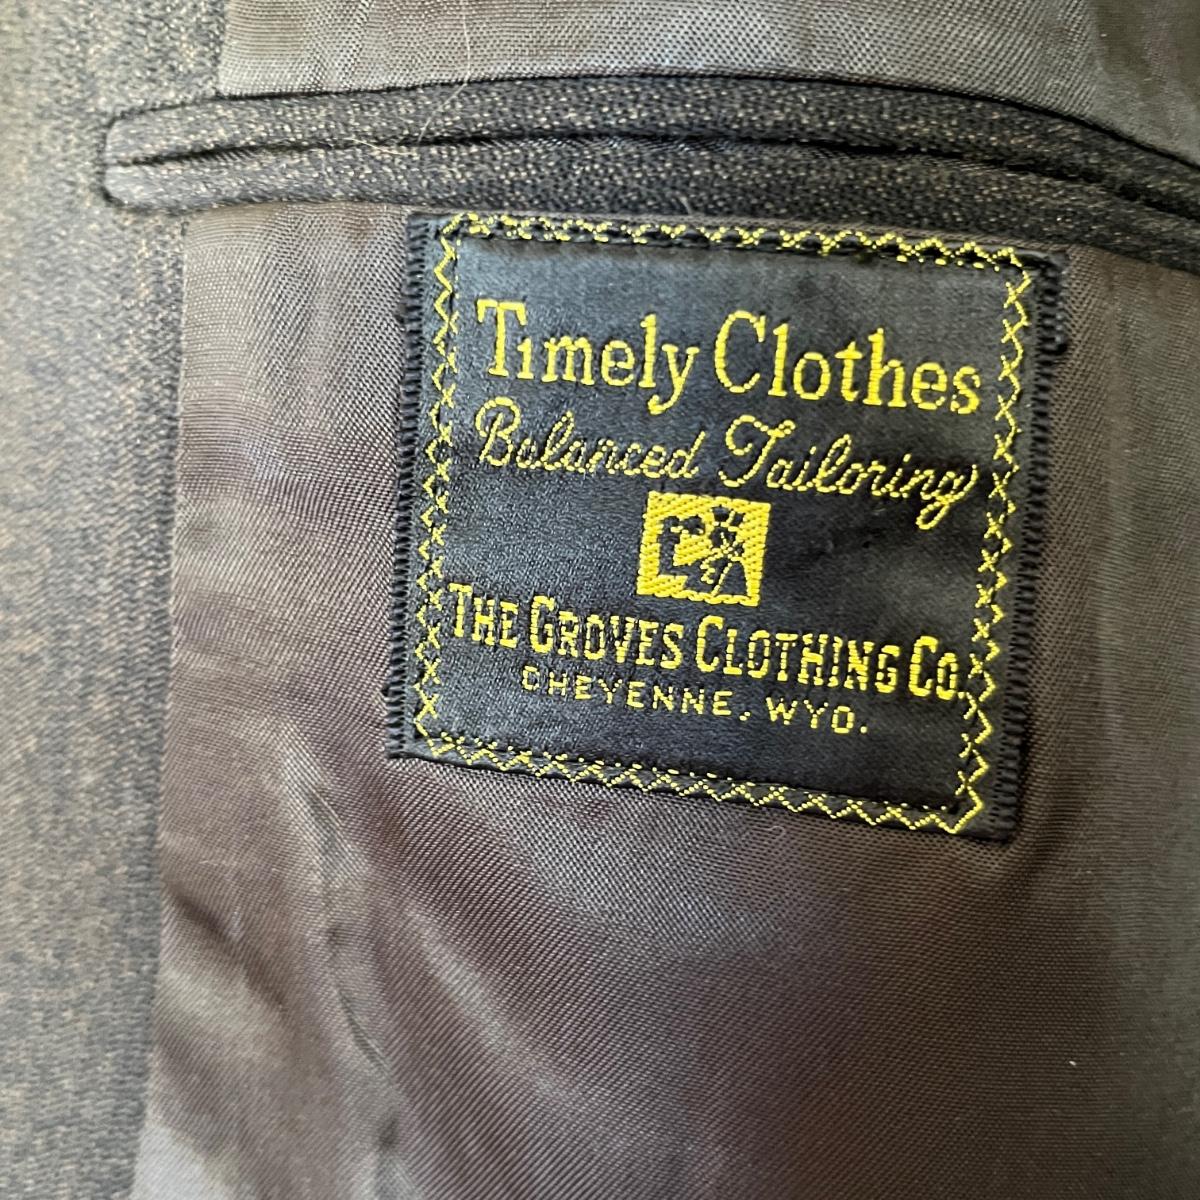 Timely Clothes
Balanced Tailoring
THE GROVES CLOTHING CO.
CHEYENNE, WYO.